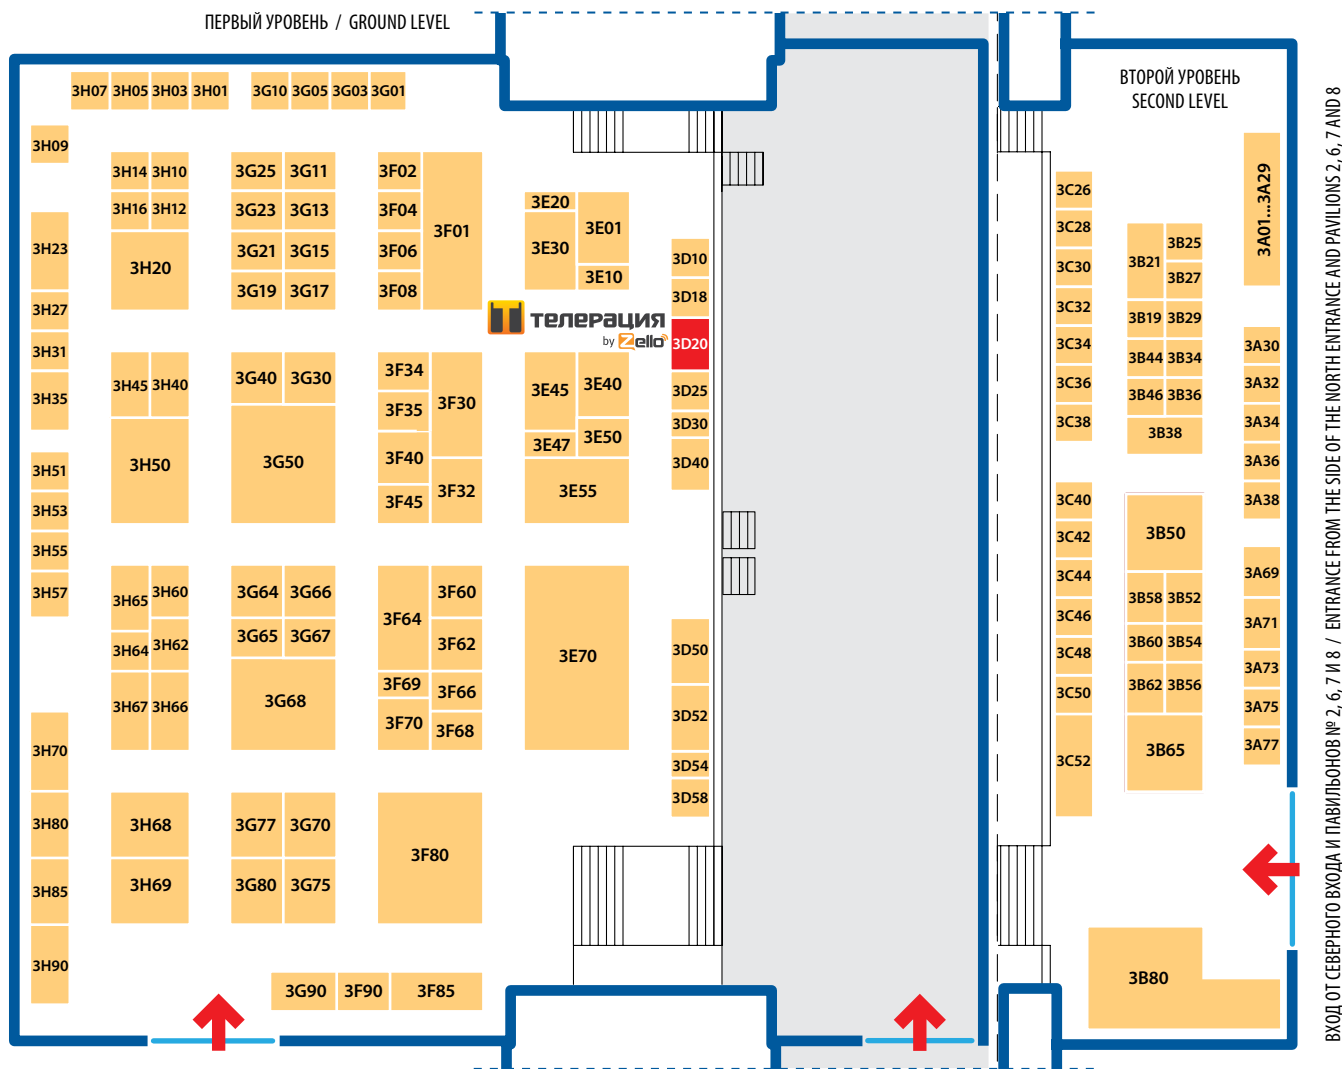 ПЕРВЫЙ УРОВЕНЬ / GROUND LEVEL
ВТОРОЙ УРОВЕНЬ
SECOND LEVEL
3H07 3H05 3H03 3H01 3G10 3G05 3G03 3G01
3H09
3H14 3H10
3H16 3H12
3H20
3H23
3H27
3H31
3H35
3H45 3H40
3H50
3H51
3H53
3H55
3H57
3H65 3H60
3H64 3H62
3H67 3H66
3H70
3H80
3H85
3H90
3H68
3H69
3G25 3G11
3G23 3G13
3G21 3G15
3G19 3G17
3G40 3G30
3G50
3G64 3G66
3G65 3G67
3G68
3G77 3G70
3G80 3G75
3G90 3F90 3F85
3F02
3F04
3F06
3F08
3F01
3F34
3F35
3F30
3F40
3F45
3F32
3F64
3F60
3F62
3F69
3F66
3F70
3F68
3F80
3E20
3E30
3E01
3E10
ТЕЛЕРАЦИЯ
by Zello
3E45
3E40
3E47
3E50
3E55
3E70
3D10
3D18
3D20
3D25
3D30
3D40
3D50
3D52
3D54
3D58
3C26
3C28
3C30
3C32
3C34
3C36
3C38
3C40
3C42
3C44
3C46
3C48
3C50
3C52
3B21
3B25
3B27
3B19 3B29
3B44 3B34
3B46 3B36
3B38
3B50
3B58 3B52
3B60 3B54
3B62 3B56
3B65
3B80
3A01...3A29
3A30
3A32
3A34
3A36
3A38
3A69
3A71
3A73
3A75
3A77
ВХОД ОТ СЕВЕРНОГО ВХОДА И ПАВИЛЬОНОВ № 2, 6, 7 И 8 / ENTRANCE FROM THE SIDE OF THE NORTH ENTRANCE AND PAVILIONS 2, 6, 7 AND 8